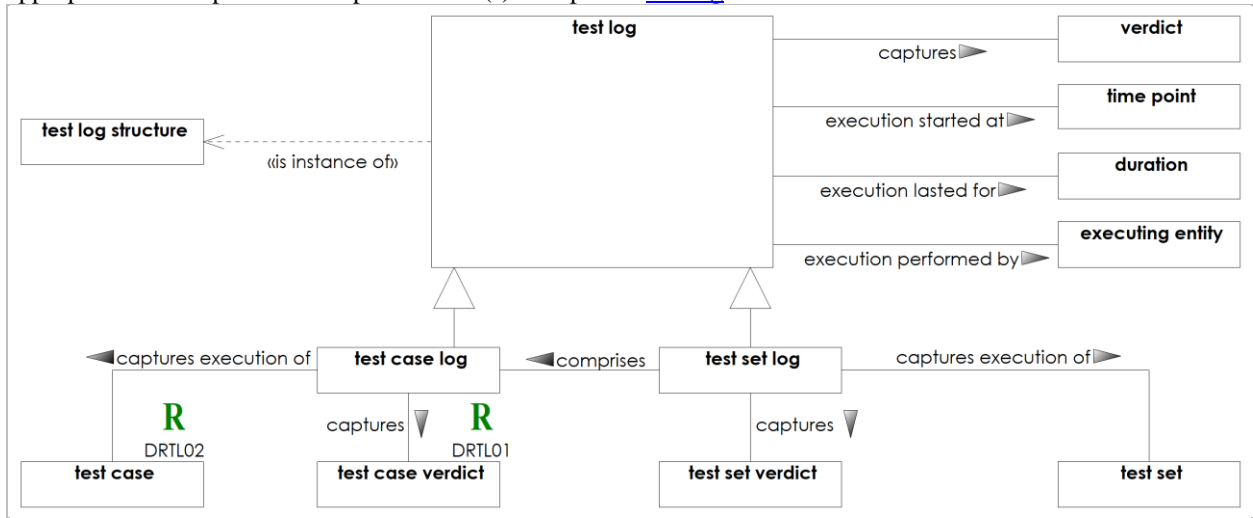 test log
verdict
captures
time point
execution started at
test log structure
«is instance of»
duration
execution lasted for
executing entity
execution performed by
captures execution of
test case log
comprises
test set log
captures execution of
R
DRTL02
captures
R
DRTL01
captures
test case
test case verdict
test set verdict
test set